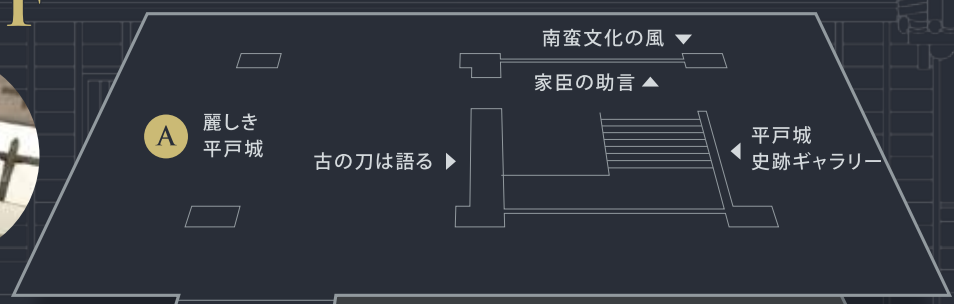 南蛮文化の風 ▼
家臣の助言 ▲
A
麗しき
平戸城
古の刀は語る ▶
◀ 平戸城
史跡ギャラリー